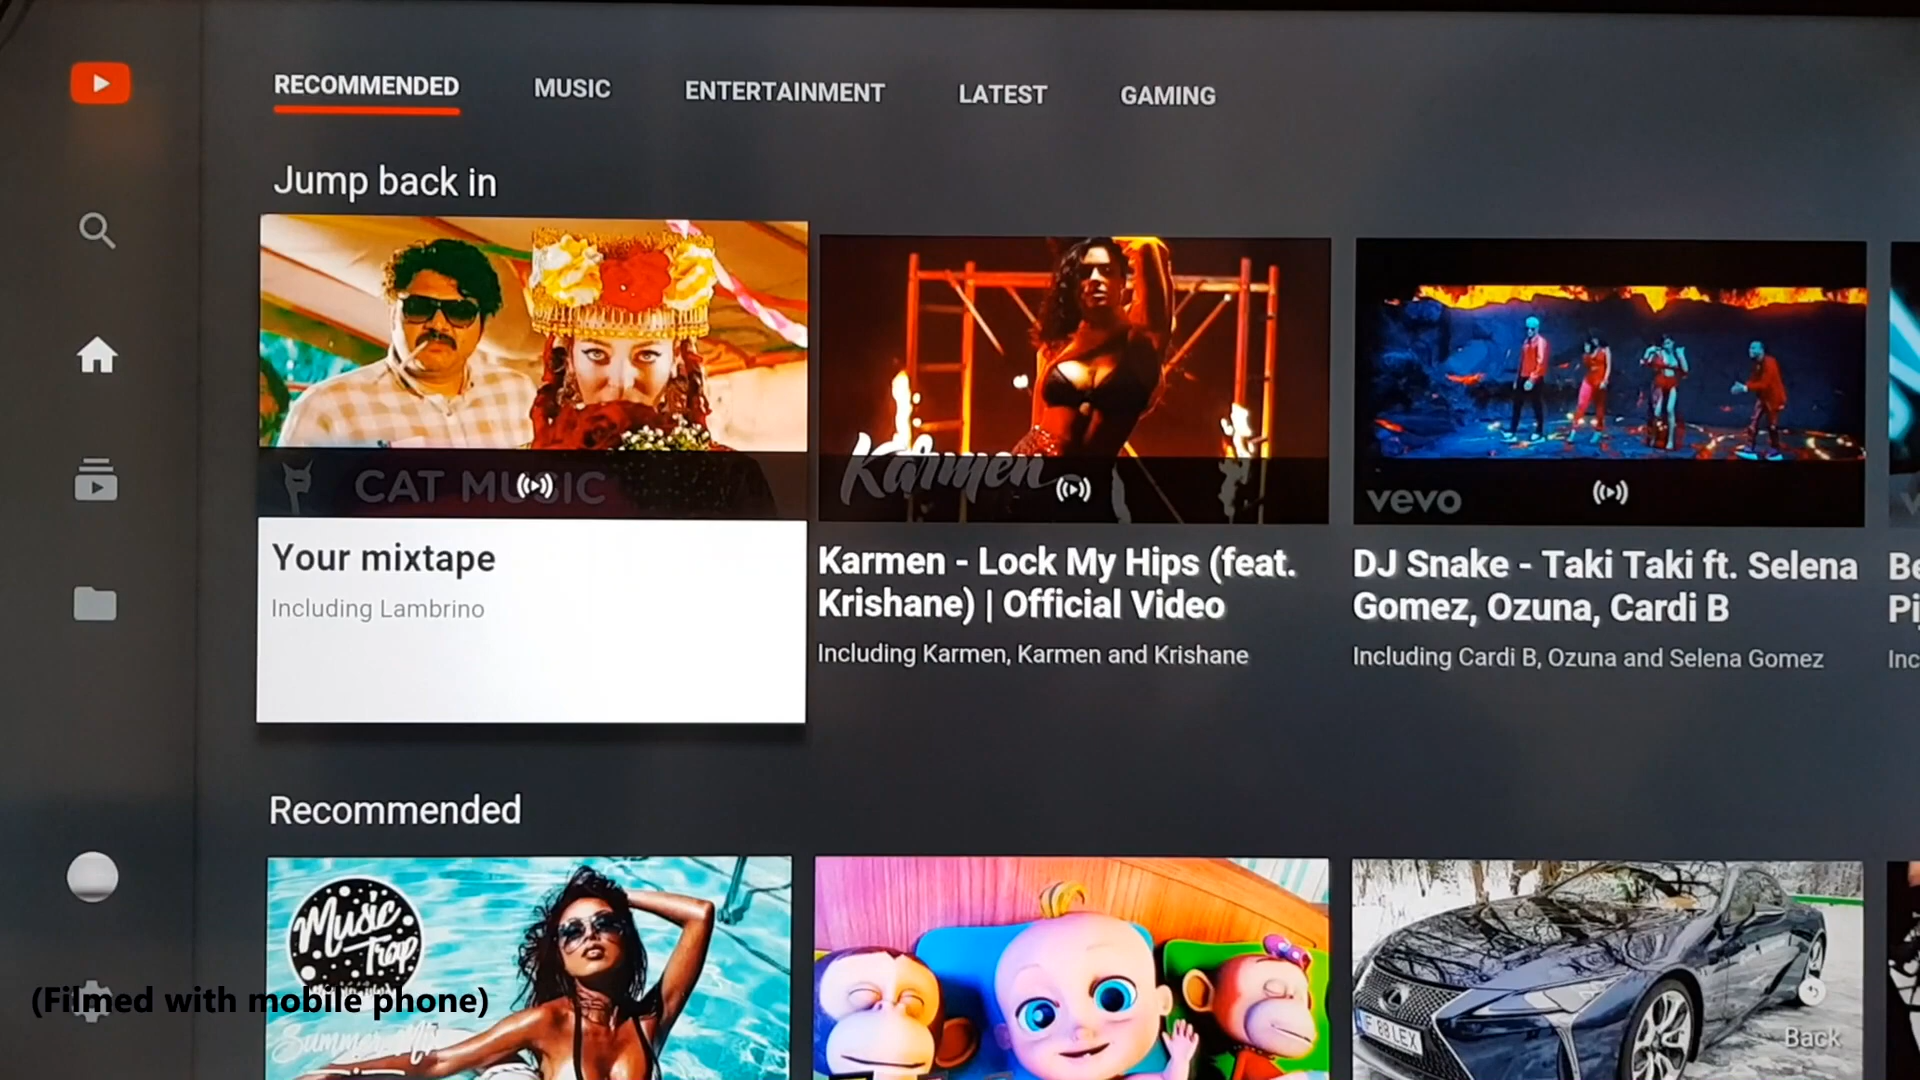 RECOMMENDED MUSIC ENTERTAINMENT LATEST GAMING
Jump back in
CAT MUSIC
Karmen
vevo
Your mixtape
Including Lambrino
Karmen - Lock My Hips (feat.
Krishane) | Official Video
Including Karmen, Karmen and Krishane
DJ Snake - Taki Taki ft. Selena
Gomez, Ozuna, Cardi B
Including Cardi B, Ozuna and Selena Gomez
Recommended
Music
Trap
Summer Mix
(Filmed with mobile phone)
Back